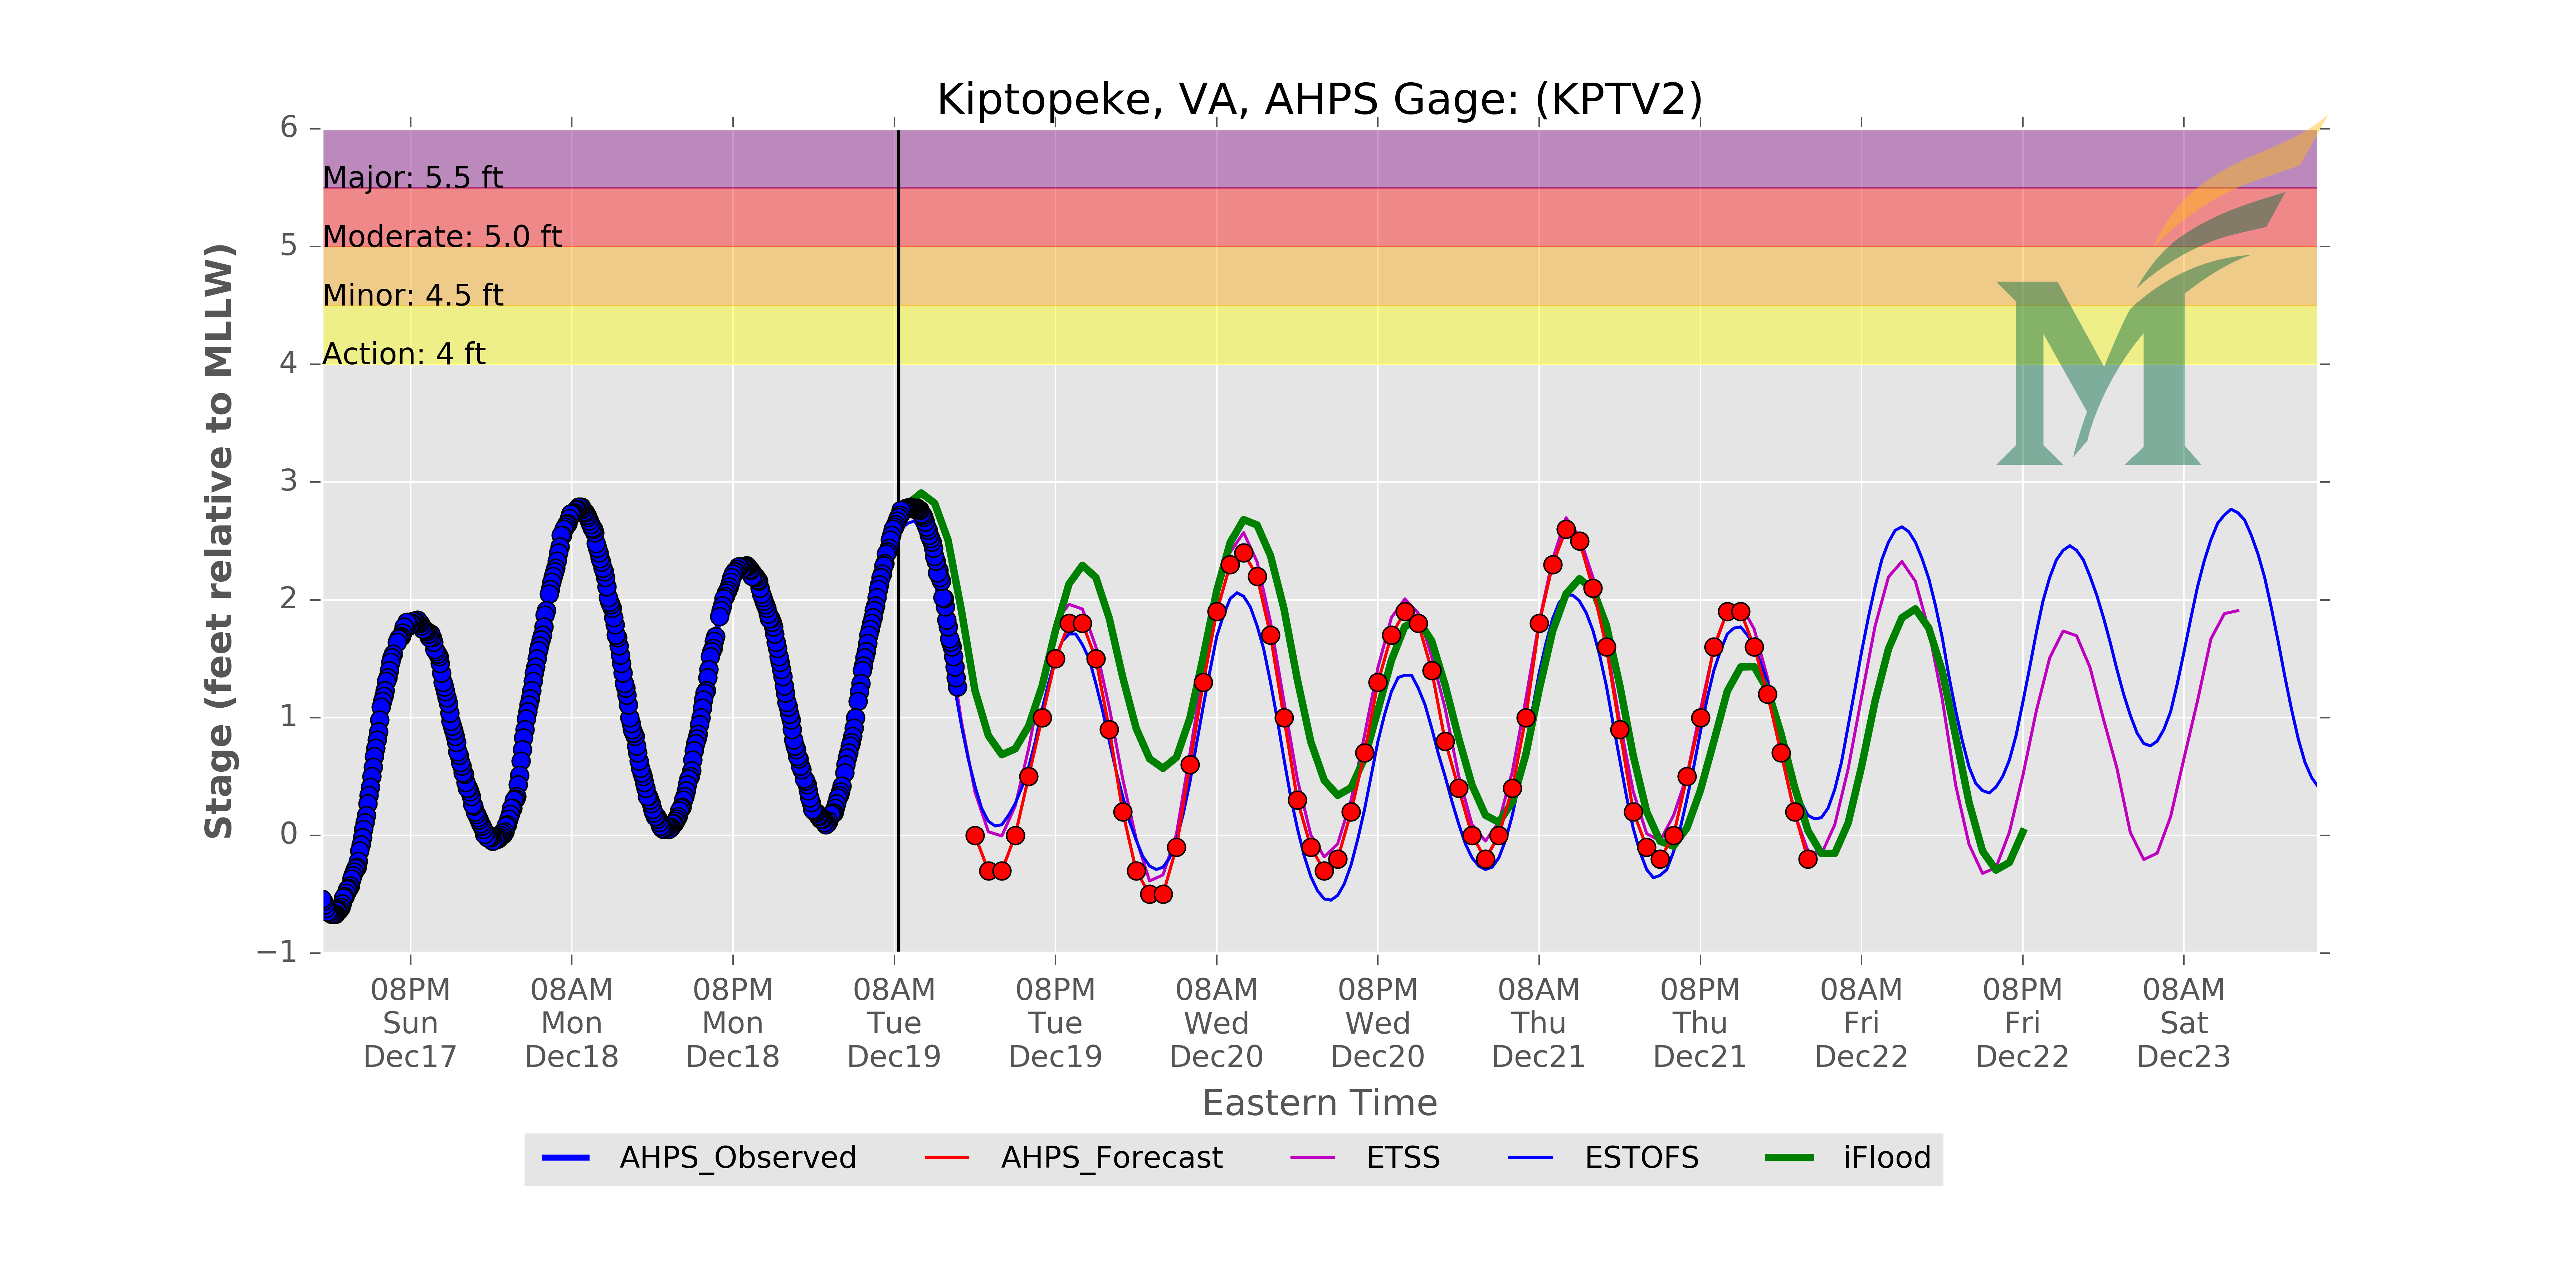 Kiptopeke, VA, AHPS Gage: (KPTV2)
Stage (feet relative to MLLW)
6
5
4
3
2
1
0
−1
Major: 5.5 ft
Moderate: 5.0 ft
Minor: 4.5 ft
Action: 4 ft
M
08PM 08AM 08PM 08AM 08PM 08AM 08PM 08AM 08PM 08AM 08PM 08AM
Sun Mon Mon Tue Tue Wed Wed Thu Thu Fri Fri Sat
Dec17 Dec18 Dec18 Dec19 Dec19 Dec20 Dec20 Dec21 Dec21 Dec22 Dec22 Dec23
Eastern Time
AHPS_Observed AHPS_Forecast ETSS ESTOFS iFlood